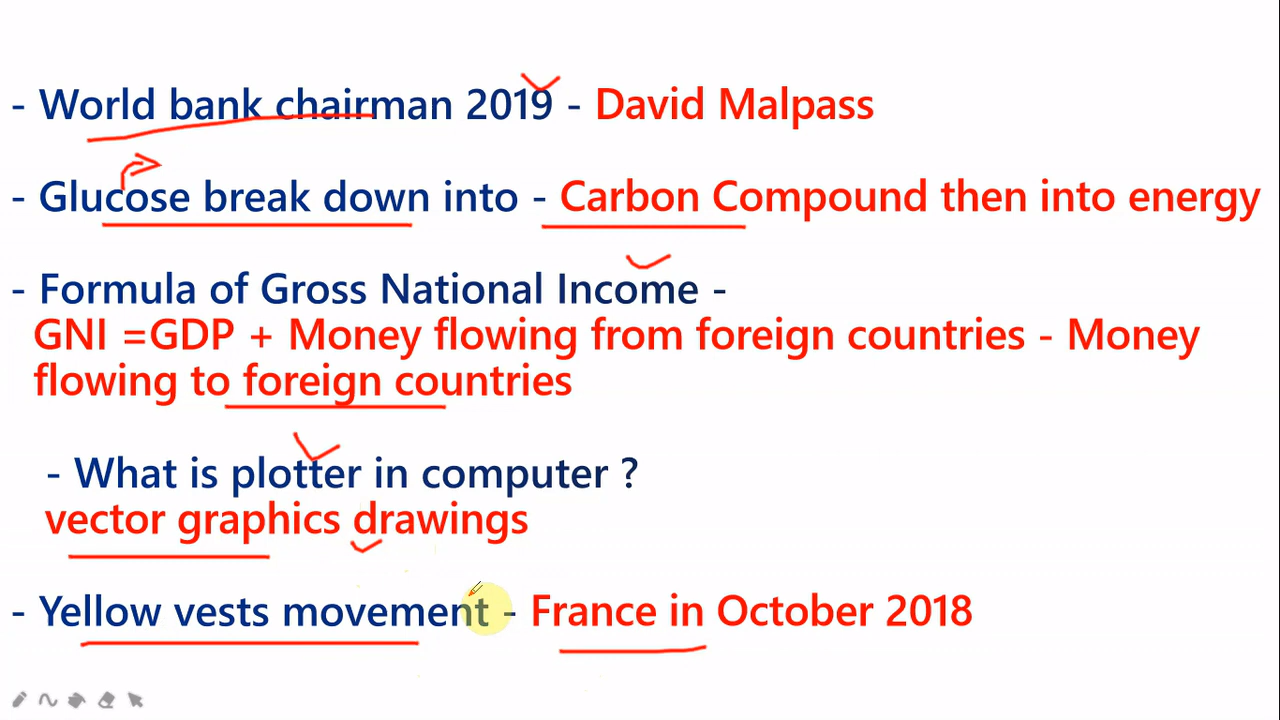 - World bank chairman 2019 - David Malpass
- Glucose break down into - Carbon Compound then into energy
- Formula of Gross National Income -
GNI =GDP + Money flowing from foreign countries - Money
flowing to foreign countries
- What is plotter in computer ?
vector graphics drawings
- Yellow vests movement - France in October 2018